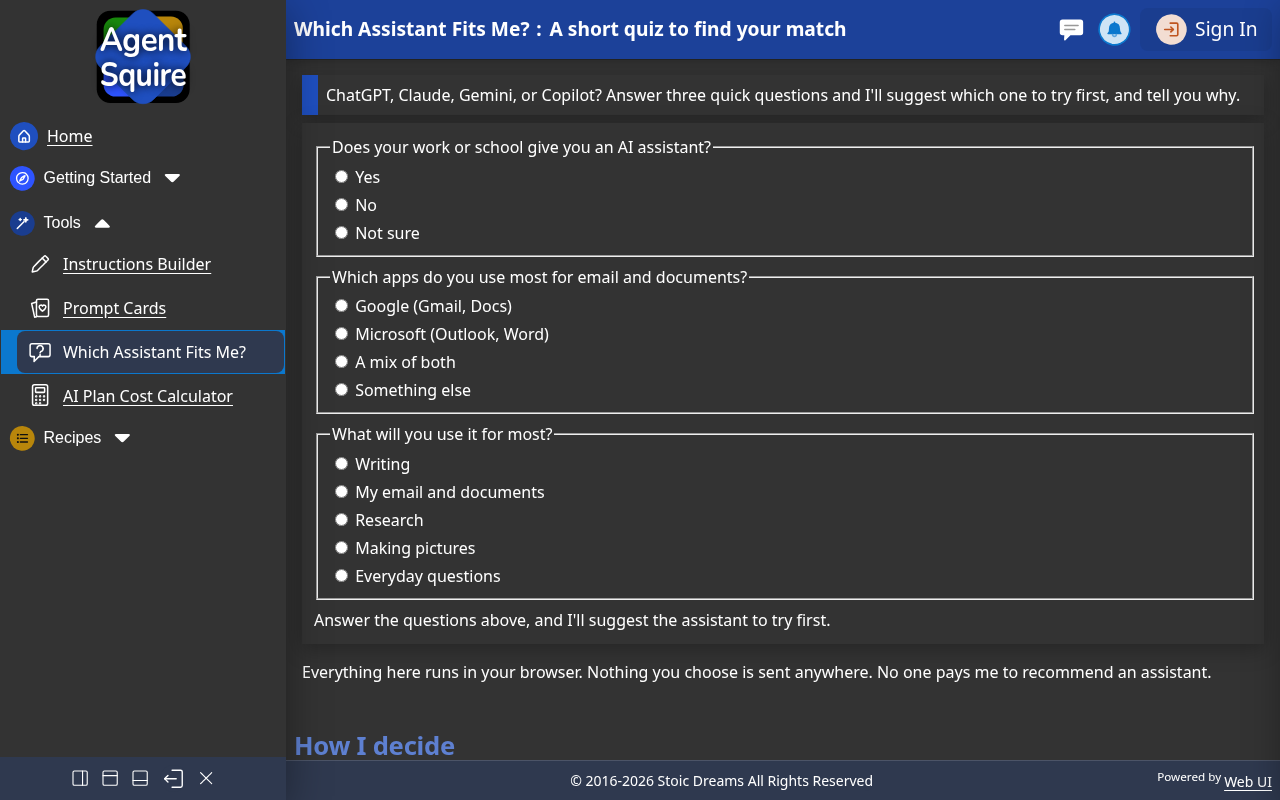 Agent
Squire
Home
Getting Started
Tools
Instructions Builder
Prompt Cards
Which Assistant Fits Me?
AI Plan Cost Calculator
Recipes
Which Assistant Fits Me? : A short quiz to find your match
Sign In
ChatGPT, Claude, Gemini, or Copilot? Answer three quick questions and I'll suggest which one to try first, and tell you why.
Does your work or school give you an AI assistant?
Yes
No
Not sure
Which apps do you use most for email and documents?
Google (Gmail, Docs)
Microsoft (Outlook, Word)
A mix of both
Something else
What will you use it for most?
Writing
My email and documents
Research
Making pictures
Everyday questions
Answer the questions above, and I'll suggest the assistant to try first.
Everything here runs in your browser. Nothing you choose is sent anywhere. No one pays me to recommend an assistant.
How I decide
© 2016-2026 Stoic Dreams All Rights Reserved
Powered by Web UI